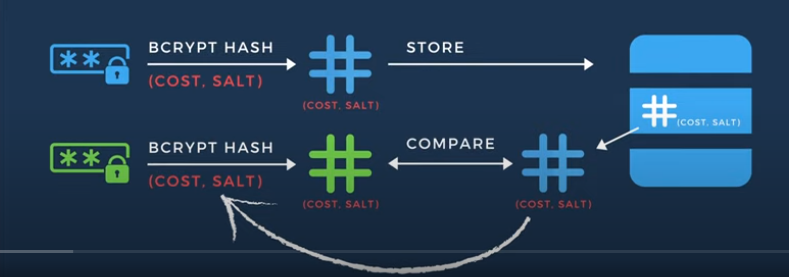 ** BCRYPT HASH STORE
(COST, SALT)
(COST, SALT)
(COST, SALT)
** BCRYPT HASH COMPARE
(COST, SALT)
(COST, SALT) (COST, SALT)